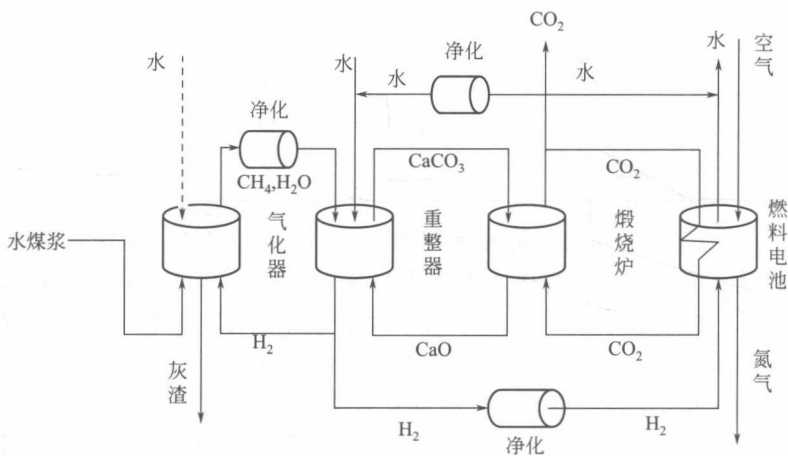 CO₂
水
水
净化
水
水
水
空气
净化
CH₄,H₂O
CaCO₃
CO₂
水煤浆
气化器
重整器
煅烧炉
燃料电池
H₂
CaO
CO₂
灰渣
氮气
H₂
净化
H₂